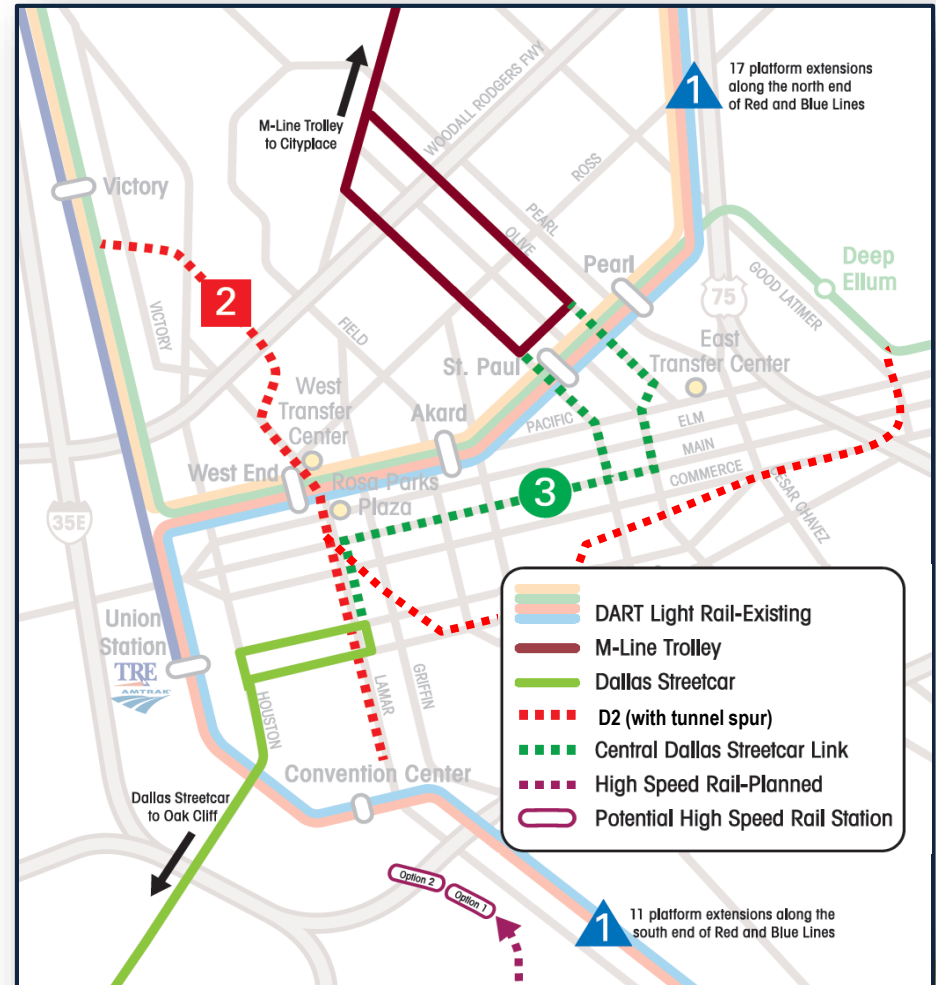 17 platform extensions
along the north end
of Red and Blue Lines
1
M-Line Trolley
to Cityplace
WOODALL RODGERS FWY
ROSS
PEARL
OLIVE
Victory
VICTORY
2
FIELD
Pearl
75
GOOD LATIMER
Deep
Ellum
East
Transfer Center
St. Paul
West
Transfer
Center
Akard
PACIFIC
ELM
MAIN
COMMERCE
CESAR CHAVEZ
West End
Rosa Parks
Plaza
3
35E
Union
Station
TRE
AMTRAK
HOUSTON
LAMAR
GRIFFIN
Convention Center
Dallas Streetcar
to Oak Cliff
DART Light Rail-Existing
M-Line Trolley
Dallas Streetcar
D2 (with tunnel spur)
Central Dallas Streetcar Link
High Speed Rail-Planned
Potential High Speed Rail Station
Option 2
Option 1
1
11 platform extensions along the
south end of Red and Blue Lines